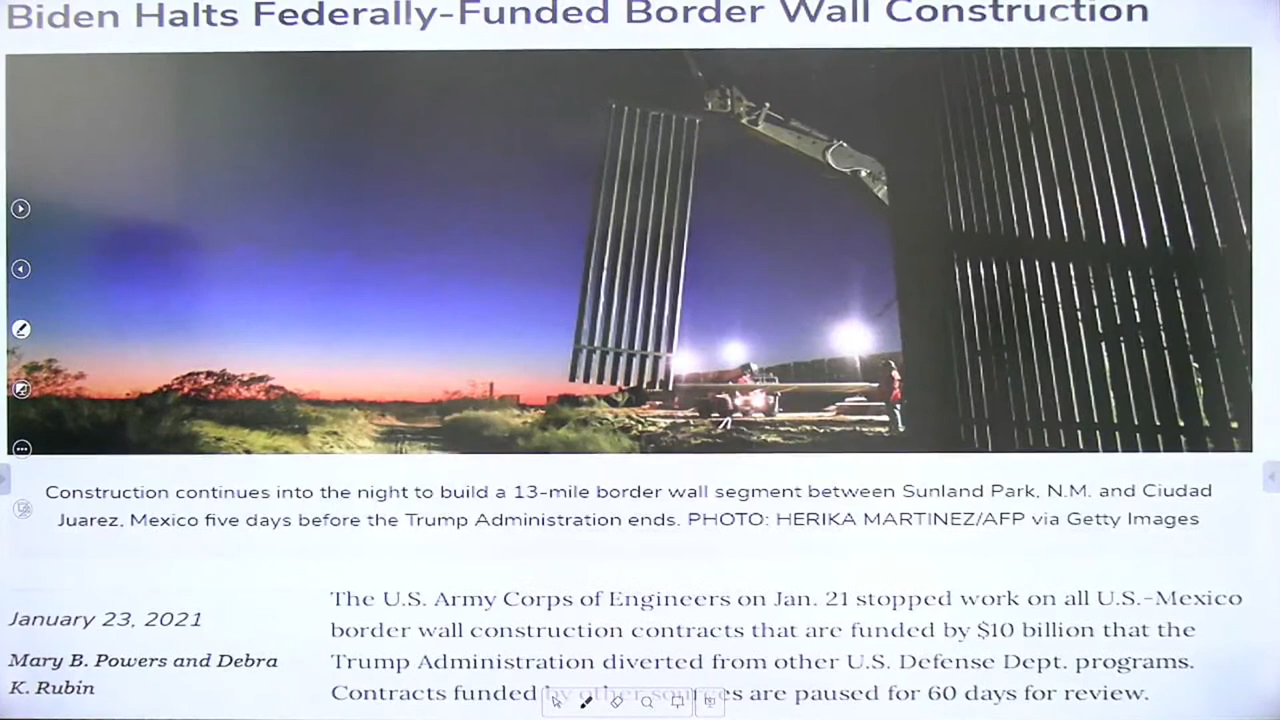 Biden Halts Federally-Funded Border Wall Construction
Construction continues into the night to build a 13-mile border wall segment between Sunland Park, N.M. and Ciudad
Juarez, Mexico five days before the Trump Administration ends. PHOTO: HERIKA MARTINEZ/AFP via Getty Images
January 23, 2021
Mary B. Powers and Debra
K. Rubin
The U.S. Army Corps of Engineers on Jan. 21 stopped work on all U.S.-Mexico
border wall construction contracts that are funded by $10 billion that the
Trump Administration diverted from other U.S. Defense Dept. programs.
Contracts funded by other sources are paused for 60 days for review.